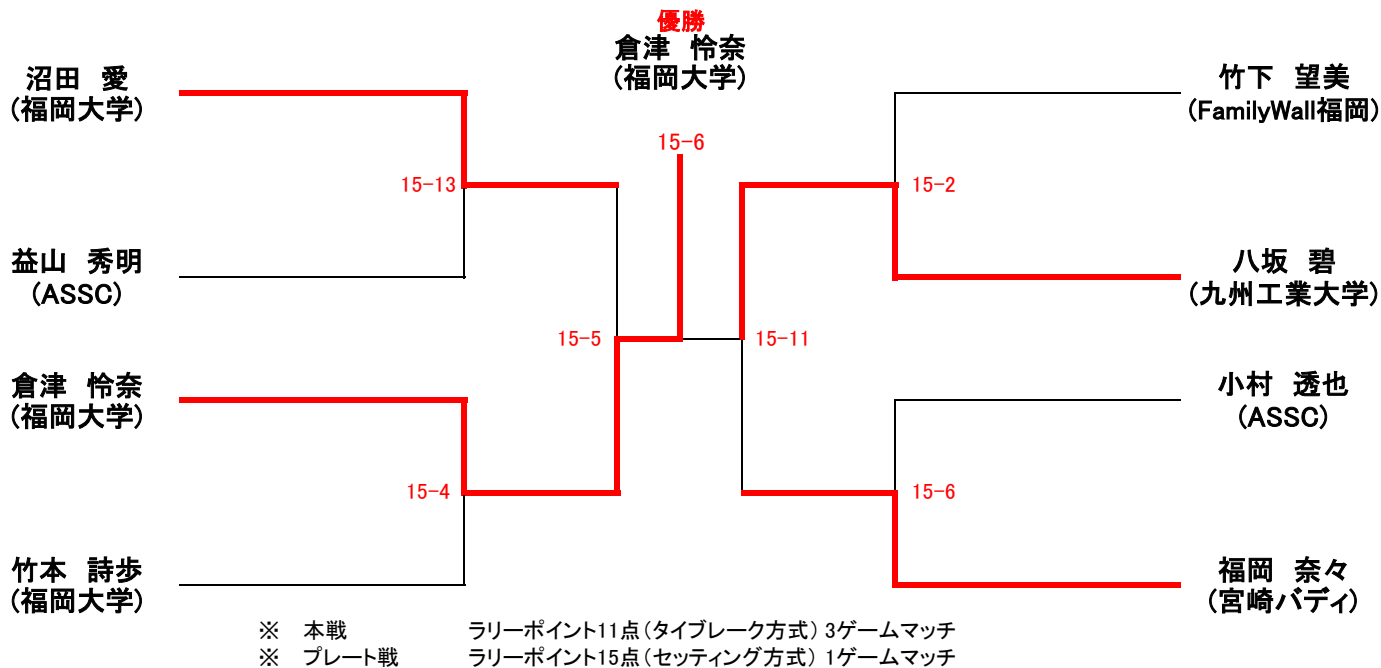 優勝
倉津　怜奈
(福岡大学)
沼田　愛
(福岡大学)
竹下　望美
(FamilyWall福岡)
15-6
15-13
15-2
益山　秀明
(ASSC)
八坂　碧
(九州工業大学)
15-5
15-11
倉津　怜奈
(福岡大学)
小村　透也
(ASSC)
15-4
15-6
竹本　詩歩
(福岡大学)
福岡　奈々
(宮崎バディ)
※　本戦　ラリーポイント11点(タイブレーク方式) 3ゲームマッチ
※　プレート戦　ラリーポイント15点(セッティング方式) 1ゲームマッチ